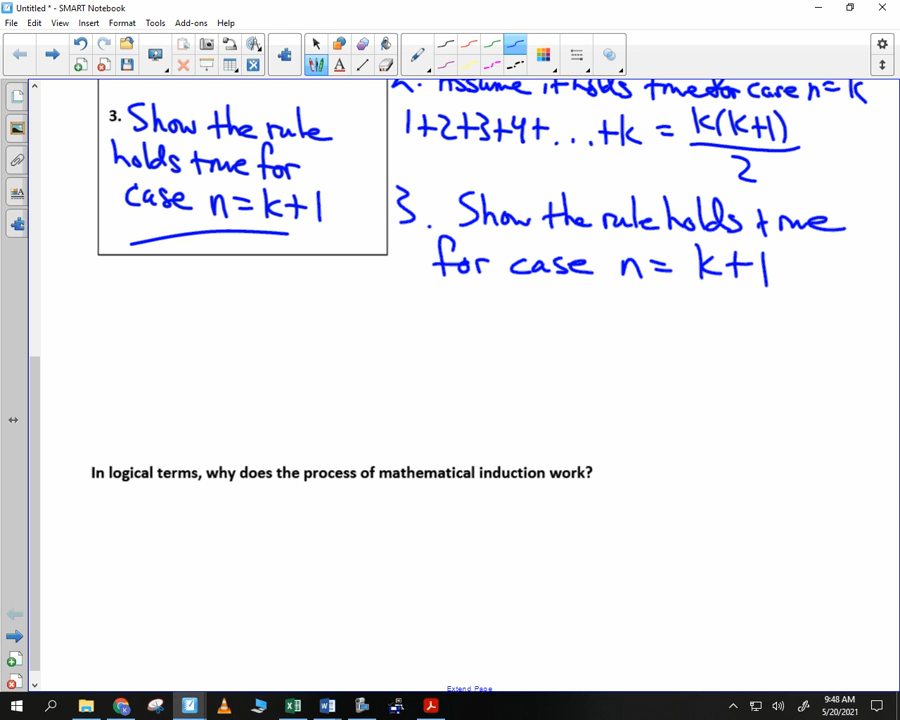 Untitled * - SMART Notebook
File Edit View Insert Format Tools Add-ons Help
3. Show the rule
holds true for
case n=k+1
2. Assume it holds true for case n=k
1+2+3+4+...+k = k(k+1)
2
3. Show the rule holds true
for case n= k+1
In logical terms, why does the process of mathematical induction work?
Extend Page
9:48 AM
5/20/2021